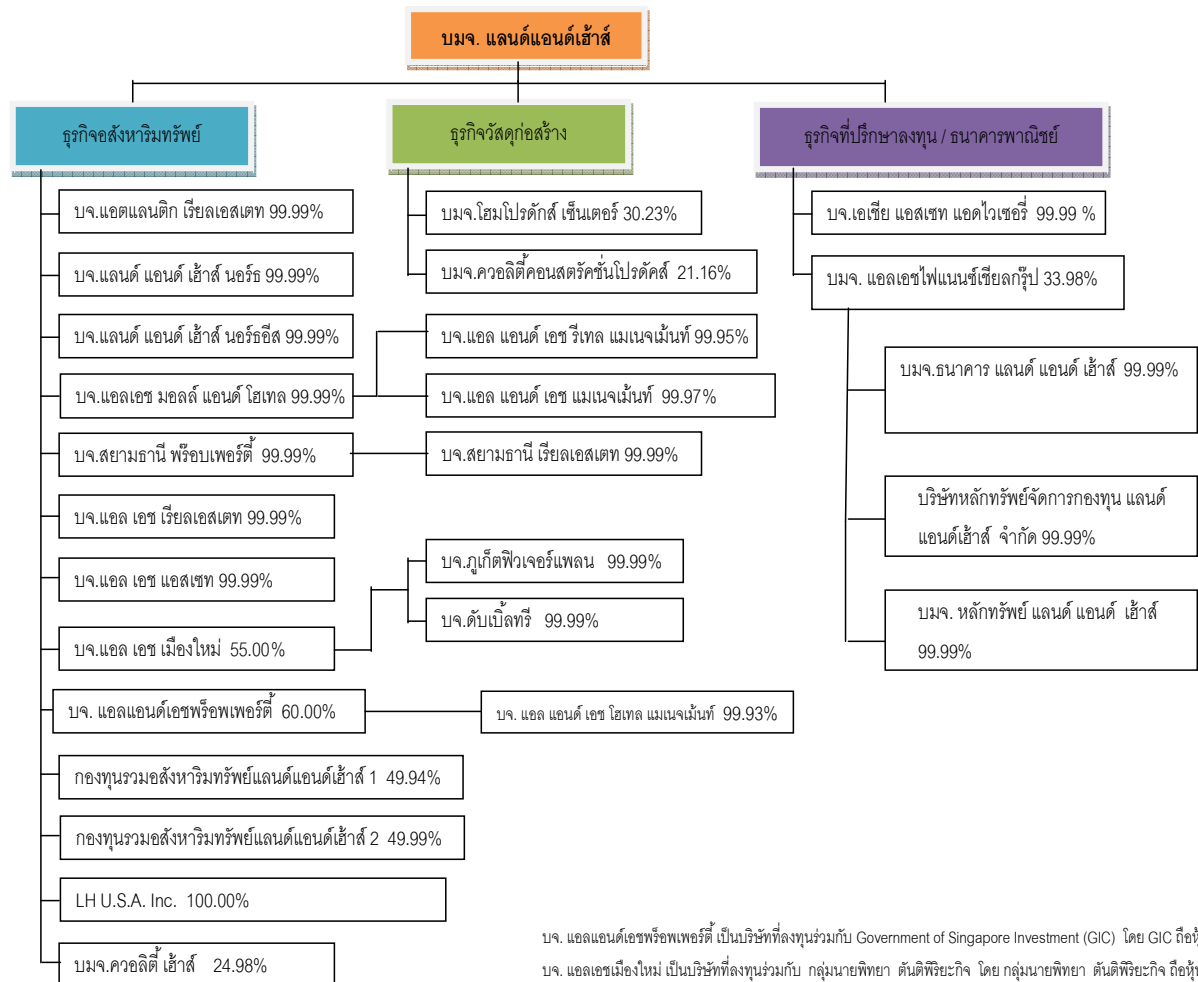 บมจ. แลนด์แอนด์เฮ้าส์
ธุรกิจอสังหาริมทรัพย์
ธุรกิจวัสดุก่อสร้าง
ธุรกิจที่ปรึกษาลงทุน / ธนาคารพาณิชย์
บจ.แอตแลนติก เรียลเอสเตท 99.99%
บจ.แลนด์ แอนด์ เฮ้าส์ นอร์ธ 99.99%
บจ.แลนด์ แอนด์ เฮ้าส์ นอร์ธอีส 99.99%
บจ.แอลเอช มอลล์ แอนด์ โฮเทล 99.99%
บจ.สยามธานี พร๊อบเพอร์ตี้ 99.99%
บจ.แอล เอช เรียลเอสเตท 99.99%
บจ.แอล เอช แอสเซท 99.99%
บจ.แอล เอช เมืองใหม่ 55.00%
บจ. แอลแอนด์เอชพร็อพเพอร์ตี้ 60.00%
กองทุนรวมอสังหาริมทรัพย์แลนด์แอนด์เฮ้าส์ 1 49.94%
กองทุนรวมอสังหาริมทรัพย์แลนด์แอนด์เฮ้าส์ 2 49.99%
LH U.S.A. Inc. 100.00%
บมจ.ควอลิตี้ เฮ้าส์ 24.98%
บมจ.โฮมโปรดักส์ เซ็นเตอร์ 30.23%
บมจ.ควอลิตี้คอนสตรัคชั่นโปรดัคส์ 21.16%
บจ.แอล แอนด์ เอช รีเทล แมเนจเม้นท์ 99.95%
บจ.แอล แอนด์ เอช แมเนจเม้นท์ 99.97%
บจ.สยามธานี เรียลเอสเตท 99.99%
บจ.ภูเก็ตฟิวเจอร์แพลน 99.99%
บจ.ดับเบิ้ลทรี 99.99%
บจ. แอล แอนด์ เอช โฮเทล แมเนจเม้นท์ 99.93%
บจ.เอเชีย แอสเซท แอดไวเซอรี่ 99.99 %
บมจ. แอลเอชไฟแนนซ์เชียลกรุ๊ป 33.98%
บมจ.ธนาคาร แลนด์ แอนด์ เฮ้าส์ 99.99%
บริษัทหลักทรัพย์จัดการกองทุน แลนด์
แอนด์เฮ้าส์ จำกัด 99.99%
บมจ. หลักทรัพย์ แลนด์ แอนด์ เฮ้าส์
99.99%
บจ. แอลแอนด์เอชพร็อพเพอร์ตี้ เป็นบริษัทที่ลงทุนร่วมกับ Government of Singapore Investment (GIC) โดย GIC
บจ. แอลเอชเมืองใหม่ เป็นบริษัทที่ลงทุนร่วมกับ กลุ่มนายพิทยา ตันติพิริยะกิจ โดย กลุ่มนายพิทยา ตันติพิริยะกิจ